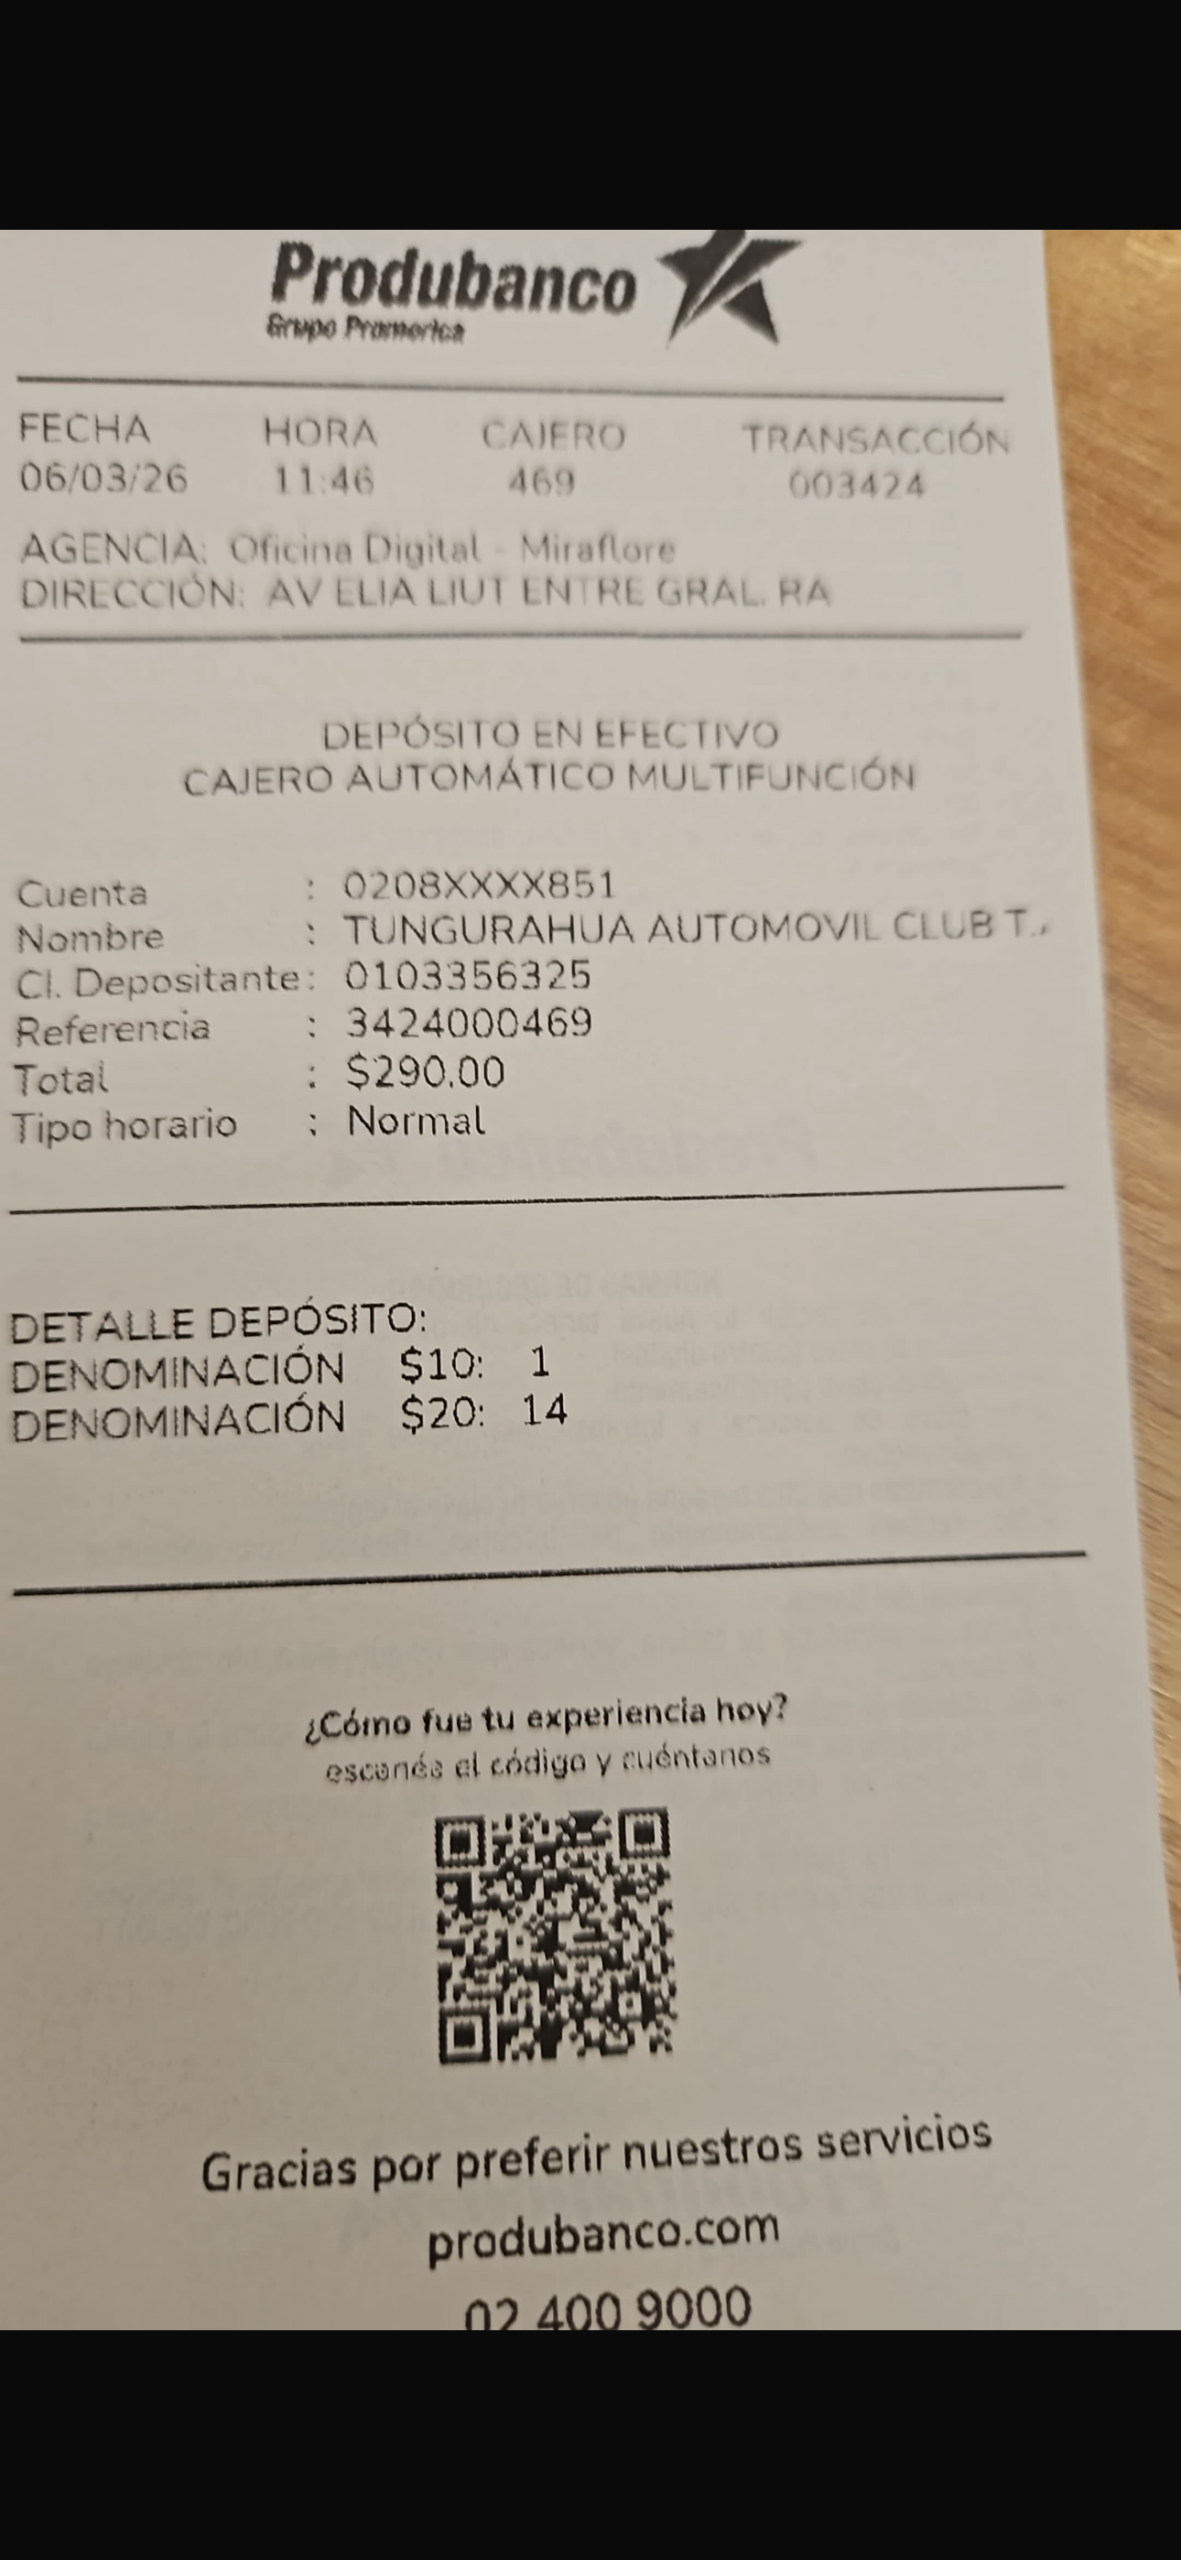 Produbanco
Grupo Promerica
FECHA HORA CAJERO TRANSACCIÓN
06/03/26 11:46 469 003424
AGENCIA: Oficina Digital - Miraflore
DIRECCIÓN: AV ELIA LIUT ENTRE GRAL. RA
DEPÓSITO EN EFECTIVO
CAJERO AUTOMÁTICO MULTIFUNCIÓN
Cuenta : 0208XXXX851
Nombre : TUNGURAHUA AUTOMOVIL CLUB T.,
CI. Depositante: 0103356325
Referencia : 3424000469
Total : $290.00
Tipo horario : Normal
DETALLE DEPÓSITO:
DENOMINACIÓN $10: 1
DENOMINACIÓN $20: 14
¿Cómo fue tu experiencia hoy?
escanéa el código y cuéntanos
Gracias por preferir nuestros servicios
produbanco.com
02 400 9000